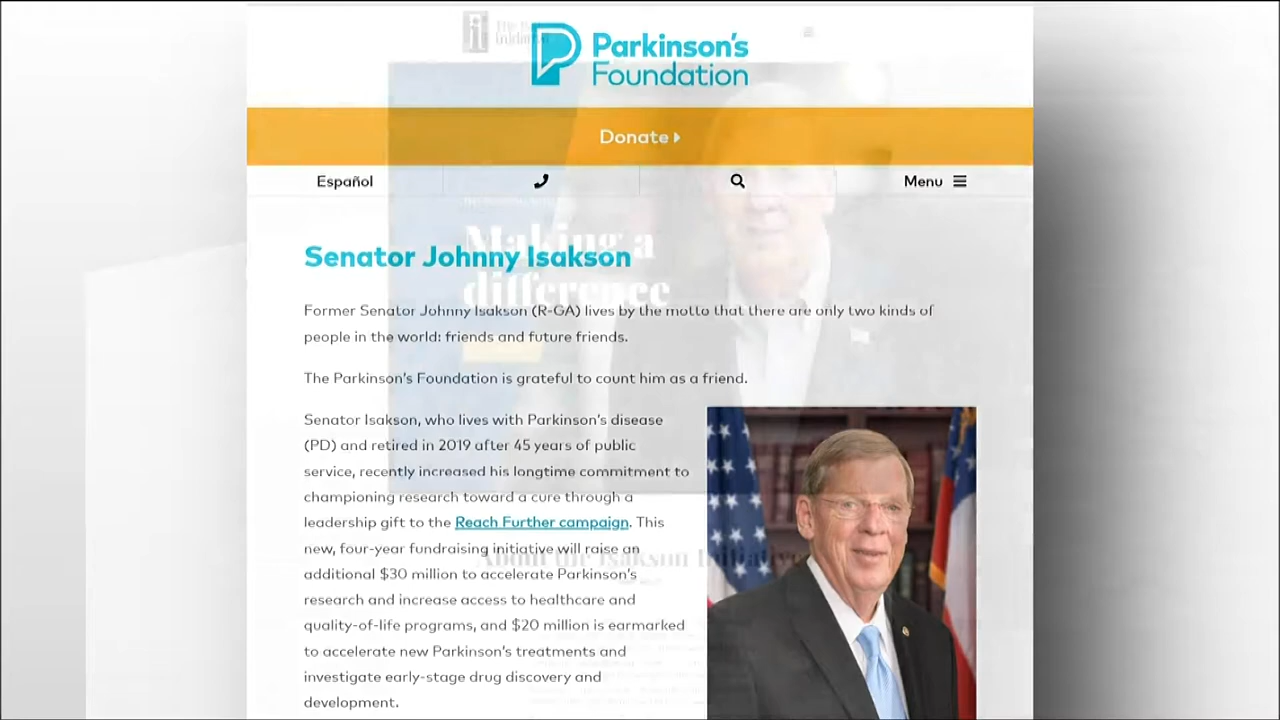 Parkinson's
Foundation
Donate
Español
Menu
Making a
difference
Senator Johnny Isakson
Former Senator Johnny Isakson (R-GA) lives by the motto that there are only two kinds of
people in the world: friends and future friends.
The Parkinson's Foundation is grateful to count him as a friend.
Senator Isakson, who lives with Parkinson's disease
(PD) and retired in 2019 after 45 years of public
service, recently increased his longtime commitment to
championing research toward a cure through a
leadership gift to the Reach Further campaign. This
new, four-year fundraising initiative will raise an
additional $30 million to accelerate Parkinson's
research and increase access to healthcare and
quality-of-life programs, and $20 million is earmarked
to accelerate new Parkinson's treatments and
investigate early-stage drug discovery and
development.
About the Isakson Initiative